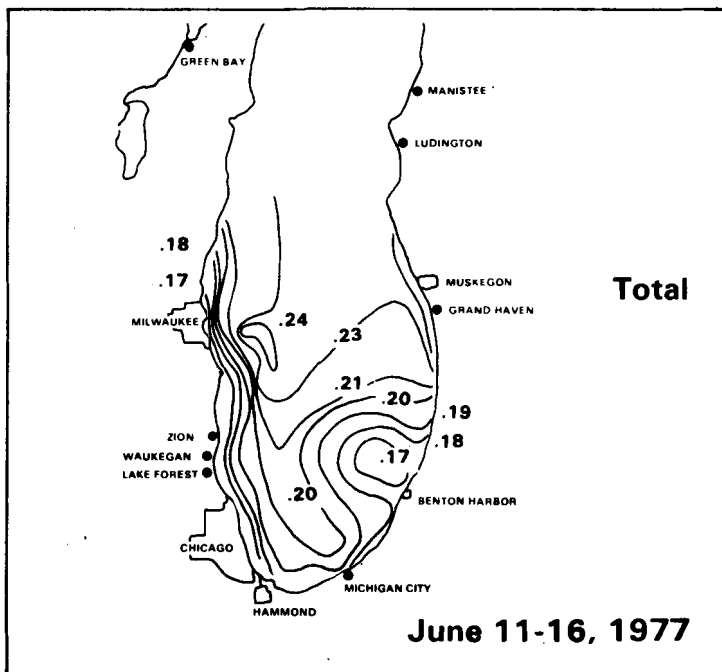 GREEN BAY
MANISTEE
LUDINGTON
.18
.17
MUSKEGON
Total
GRAND HAVEN
MILWAUKEE
.24
.23
.21
.20
.19
.18
ZION
WAUKEGAN
.17
LAKE FOREST
.20
BENTON HARBOR
CHICAGO
MICHIGAN CITY
HAMMOND
June 11-16, 1977